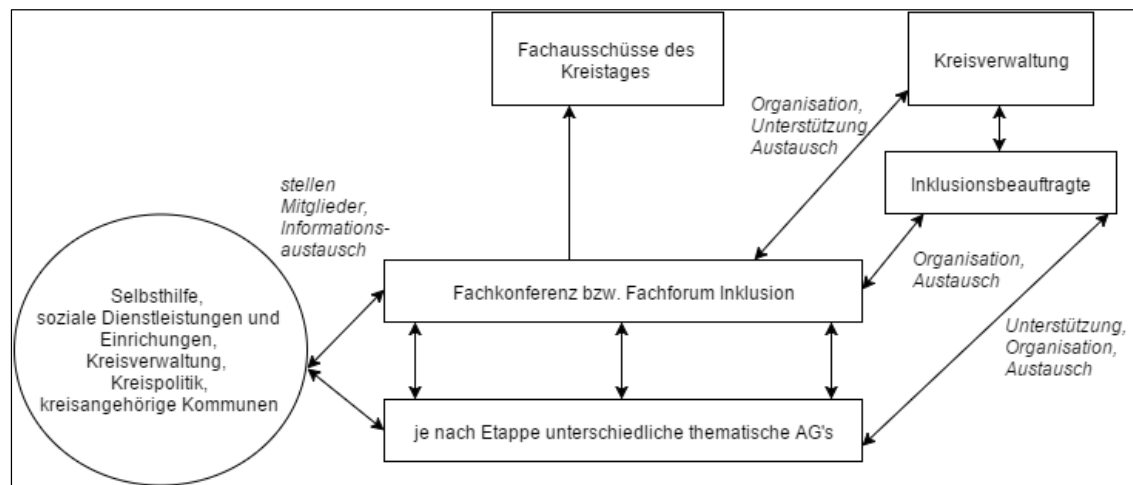 Fachausschüsse des
Kreistages
Kreisverwaltung
Organisation,
Unterstützung
Austausch
Inklusionsbeauftragte
stellen
Mitglieder,
Informations-
austausch
Organisation,
Austausch
Fachkonferenz bzw. Fachforum Inklusion
Selbsthilfe,
soziale Dienstleistungen und
Einrichtungen,
Kreisverwaltung,
Kreispolitik,
kreisangehörige Kommunen
Unterstützung,
Organisation,
Austausch
je nach Etappe unterschiedliche thematische AG's